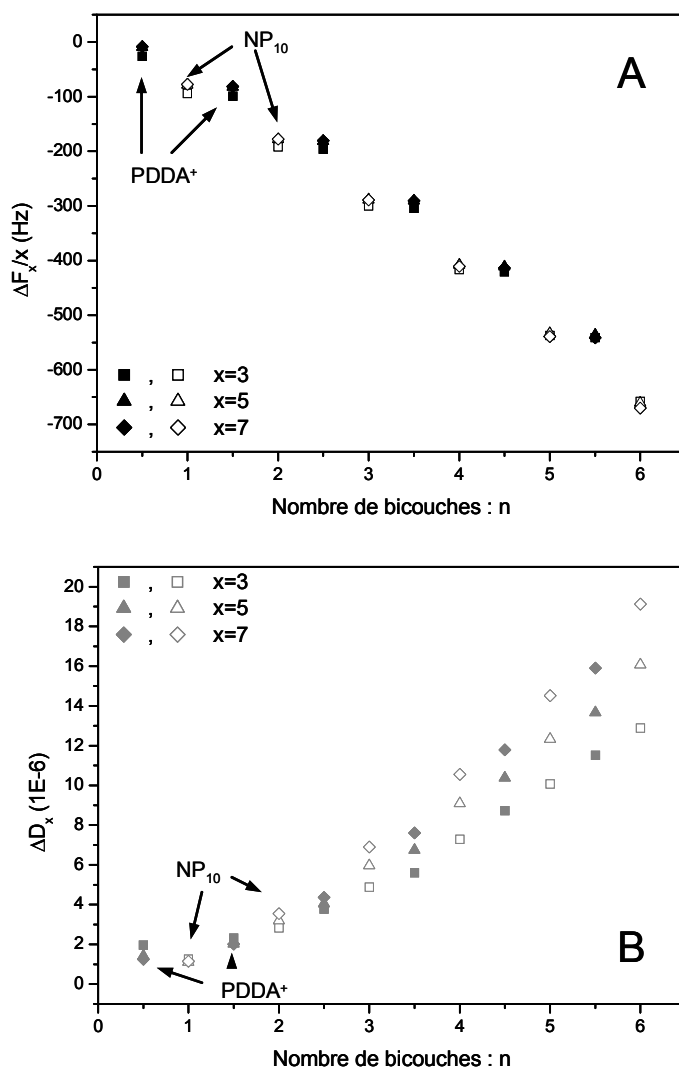 A
NP10
PDDA+
ΔFx/x (Hz)
0
-100
-200
-300
-400
-500
-600
-700
, x=3
, x=5
, x=7
0 1 2 3 4 5 6
Nombre de bicouches : n
B
ΔDx (1E-6)
20
18
16
14
12
10
8
6
4
2
0
, x=3
, x=5
, x=7
NP10
PDDA+
0 1 2 3 4 5 6
Nombre de bicouches : n